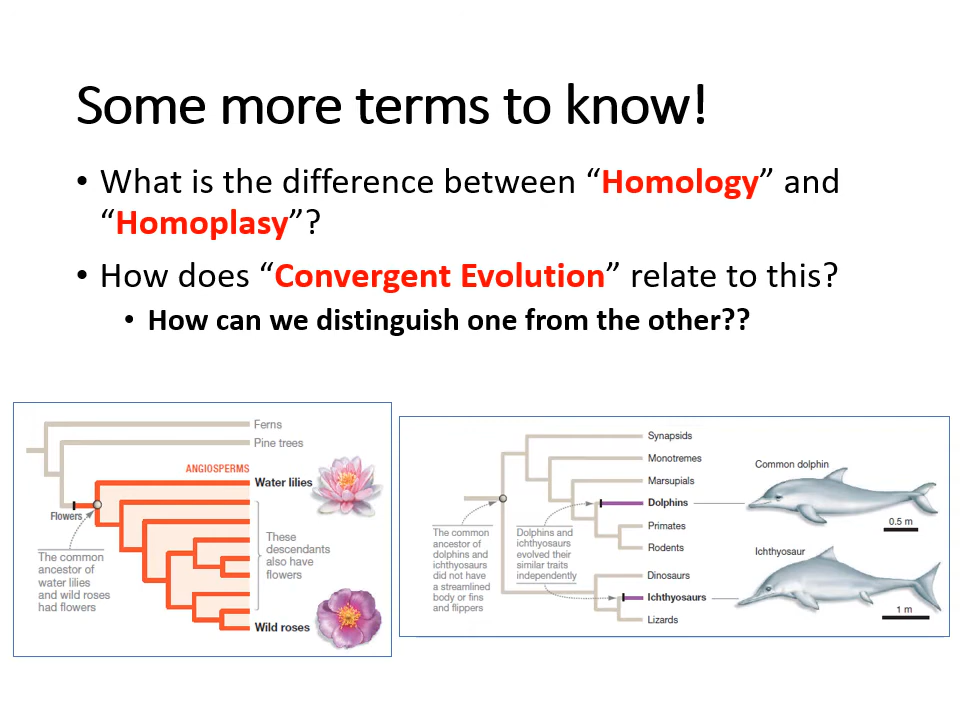 Some more terms to know!
• What is the difference between “Homology” and
“Homoplasy”?
• How does “Convergent Evolution” relate to this?
• How can we distinguish one from the other??
Ferns
Pine trees
ANGIOSPERMS
Water lilies
Flowers
These
descendants
also have
flowers
The common
ancestor of
water lilies
and wild roses
had flowers
Wild roses
Synapsids
Monotremes
Marsupials
Dolphins
Primates
Rodents
Dinosaurs
Ichthyosaurs
Lizards
The common
ancestor of
dolphins and
ichthyosaurs
did not have
a streamlined
body or fins
and flippers
Dolphins and
ichthyosaurs
evolved their
similar traits
independently
Common dolphin
0.5 m
Ichthyosaur
1 m